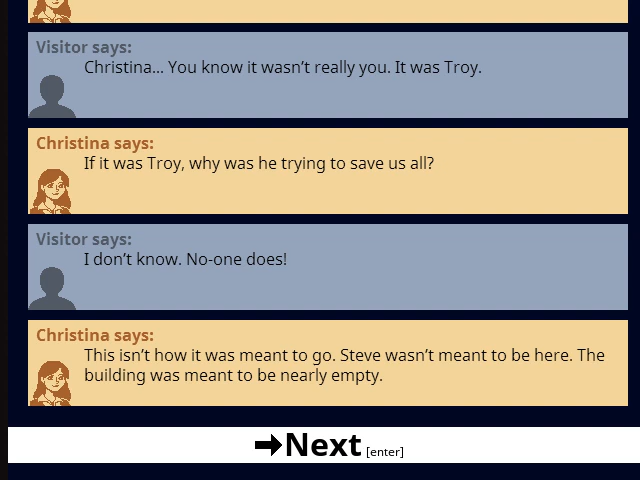 Visitor says:
Christina... You know it wasn't really you. It was Troy.
Christina says:
If it was Troy, why was he trying to save us all?
Visitor says:
I don't know. No-one does!
Christina says:
This isn't how it was meant to go. Steve wasn't meant to be here. The
building was meant to be nearly empty.
➡Next [enter]